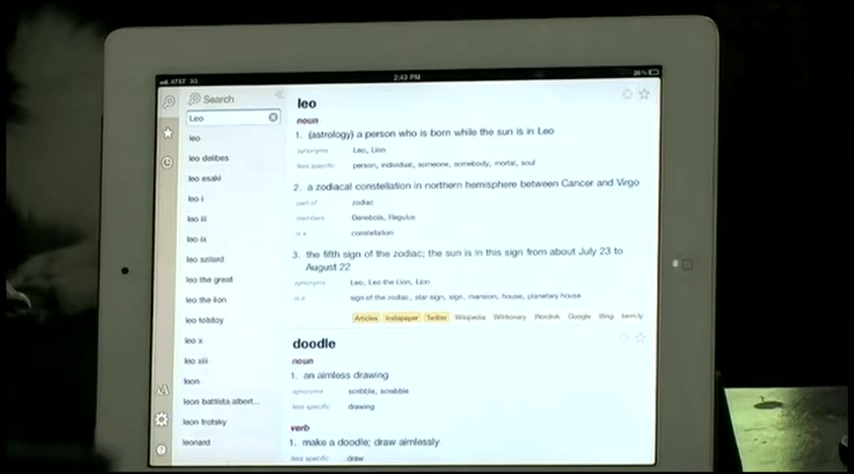 AT&T 3G 2:43 PM 26%
Search
Leo
leo
leo delibes
leo esaki
leo i
leo iii
leo ix
leo szilard
leo the great
leo the lion
leo tolstoy
leo x
leo xiii
leon
leon battista albert...
leon trotsky
leonard
AA
leo
noun
1. (astrology) a person who is born while the sun is in Leo
synonyms Leo, Lion
less specific person, individual, someone, somebody, mortal, soul
2. a zodiacal constellation in northern hemisphere between Cancer and Virgo
part of zodiac
members Denebola, Regulus
is a constellation
3. the fifth sign of the zodiac; the sun is in this sign from about July 23 to
August 22
synonyms Leo, Leo the Lion, Lion
is a sign of the zodiac, star sign, sign, mansion, house, planetary house
Articles Instapaper Twitter Wikipedia Wiktionary Wordnik Google Bing
doodle
noun
1. an aimless drawing
synonyms scribble, scrabble
less specific drawing
verb
1. make a doodle; draw aimlessly
less specific draw